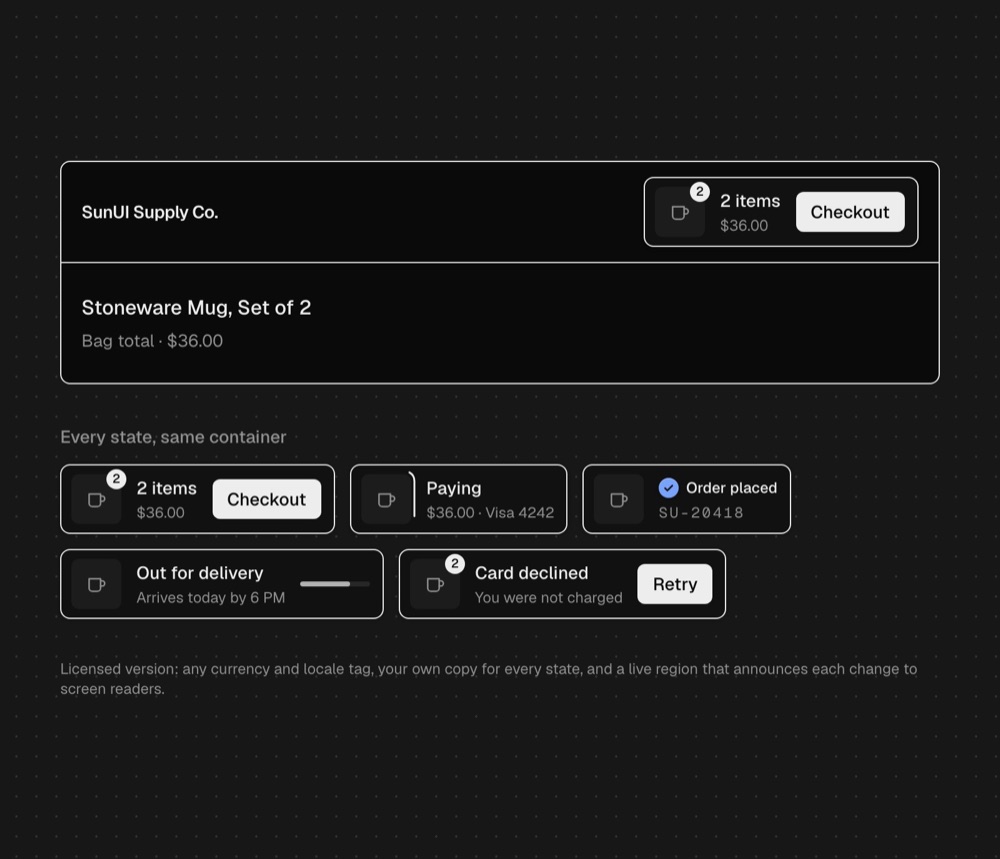 SunUI Supply Co.
2
2 items
$36.00
Checkout
Stoneware Mug, Set of 2
Bag total · $36.00
Every state, same container
2
2 items
$36.00
Checkout
Paying
$36.00 · Visa 4242
Order placed
SU-20418
Out for delivery
Arrives today by 6 PM
2
Card declined
You were not charged
Retry
Licensed version: any currency and locale tag, your own copy for every state, and a live region that announces each change to
screen readers.